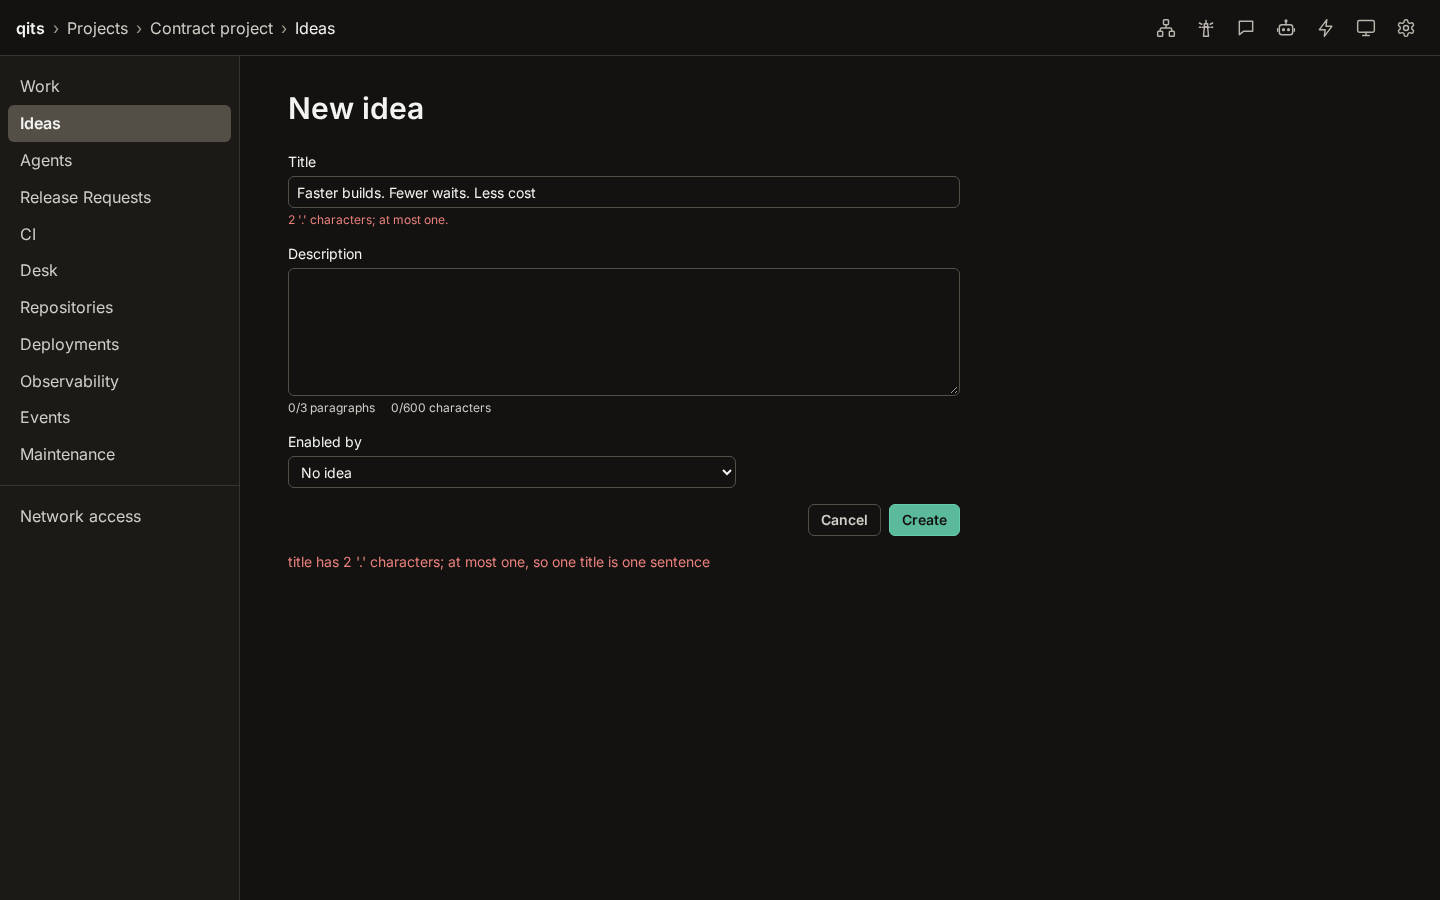 qits › Projects › Contract project › Ideas
Work
Ideas
Agents
Release Requests
CI
Desk
Repositories
Deployments
Observability
Events
Maintenance
Network access
New idea
Title
Faster builds. Fewer waits. Less cost
2 '.' characters; at most one.
Description
0/3 paragraphs 0/600 characters
Enabled by
No idea
Cancel Create
title has 2 '.' characters; at most one, so one title is one sentence